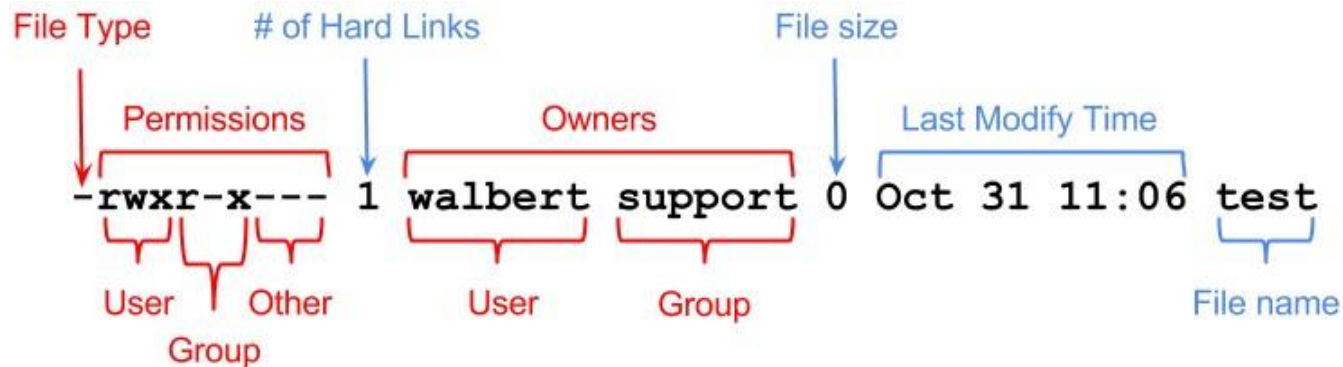 File Type # of Hard Links File size
Permissions Owners Last Modify Time
-rwxr-x--- 1 walbert support 0 Oct 31 11:06 test
User Other User Group File name
Group